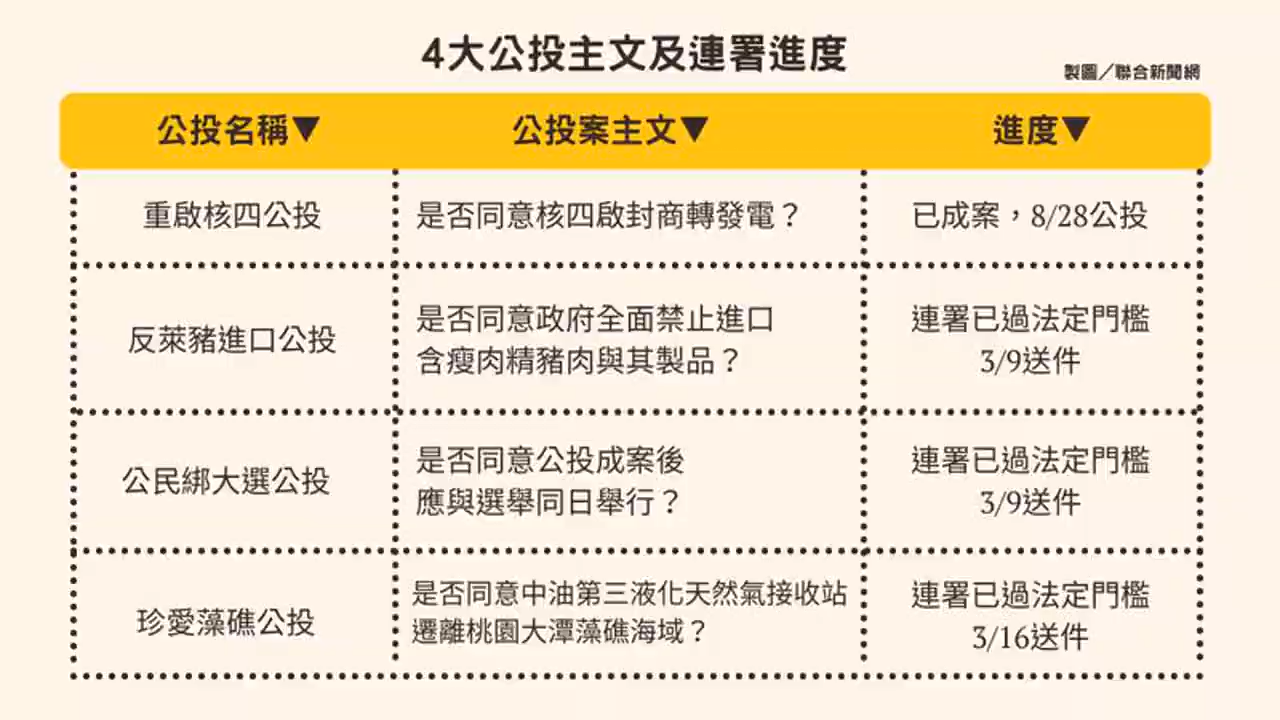 4大公投主文及連署進度
製圖／聯合新聞網
公投名稱▼ 公投案主文▼ 進度▼
重啟核四公投
是否同意核四啟封商轉發電？
已成案，8/28公投
反萊豬進口公投
是否同意政府全面禁止進口
含瘦肉精豬肉與其製品？
連署已過法定門檻
3/9送件
公民綁大選公投
是否同意公投成案後
應與選舉同日舉行？
連署已過法定門檻
3/9送件
珍愛藻礁公投
是否同意中油第三液化天然氣接收站
遷離桃園大潭藻礁海域？
連署已過法定門檻
3/16送件